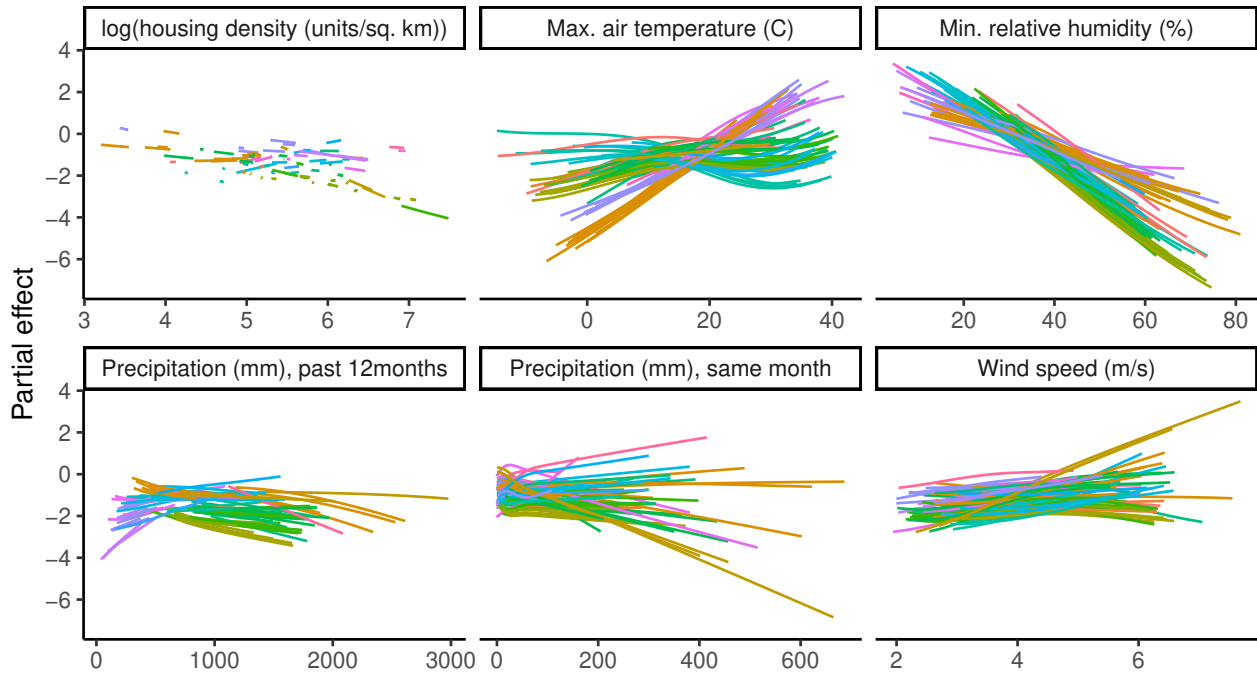 log(housing density (units/sq. km))
Max. air temperature (C)
Min. relative humidity (%)
4
2
0
−2
−4
−6
3 4 5 6 7
0 20 40
20 40 60 80
Partial effect
Precipitation (mm), past 12months
Precipitation (mm), same month
Wind speed (m/s)
4
2
0
−2
−4
−6
0 1000 2000 3000
0 200 400 600
2 4 6